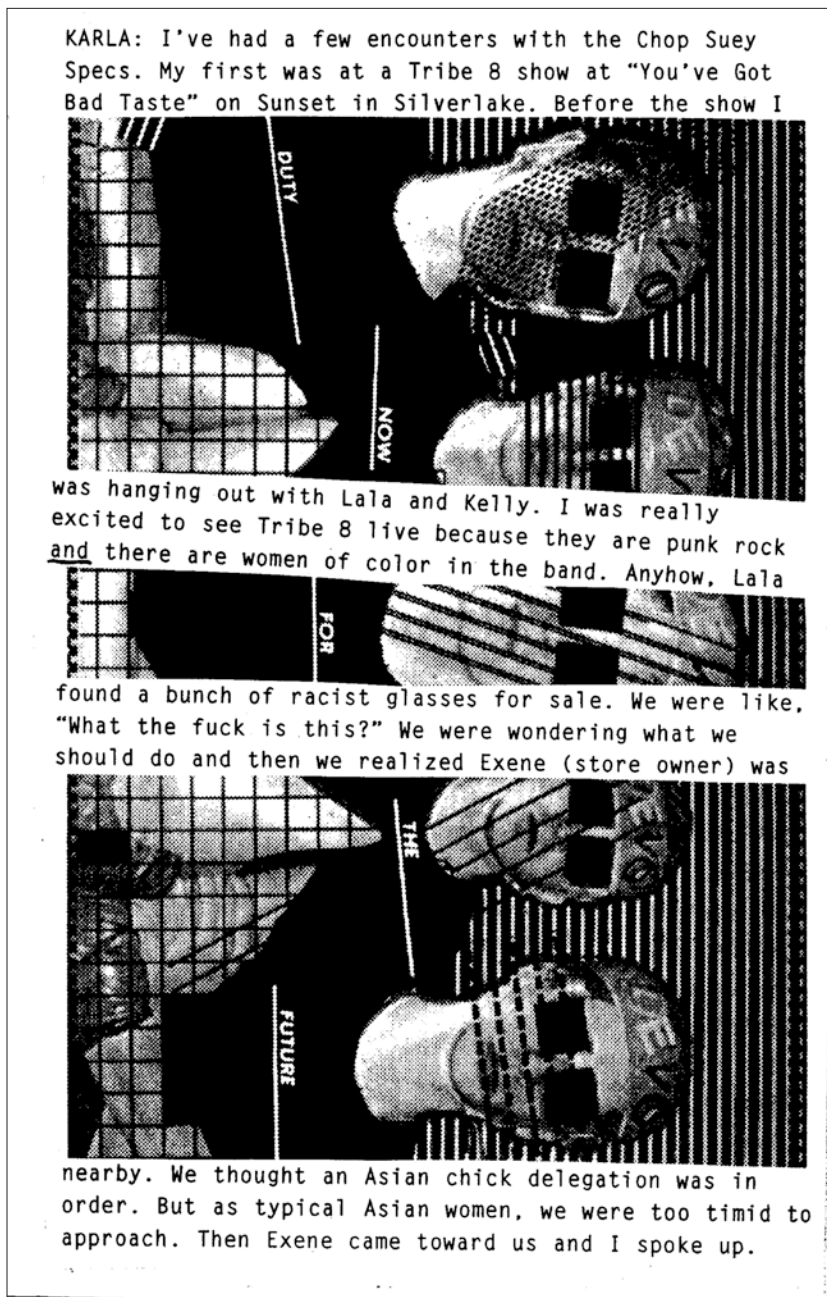 KARLA: I've had a few encounters with the Chop Suey
Specs. My first was at a Tribe 8 show at “You've Got
Bad Taste” on Sunset in Silverlake. Before the show I
DUTY
VO
NOW
DEV
was hanging out with Lala and Kelly. I was really
excited to see Tribe 8 live because they are punk rock
and there are women of color in the band. Anyhow, Lala
FOR
found a bunch of racist glasses for sale. We were like,
“What the fuck is this?” We were wondering what we
should do and then we realized Exene (store owner) was
THE
DEVO
FUTURE
DEVO
nearby. We thought an Asian chick delegation was in
order. But as typical Asian women, we were too timid to
approach. Then Exene came toward us and I spoke up.